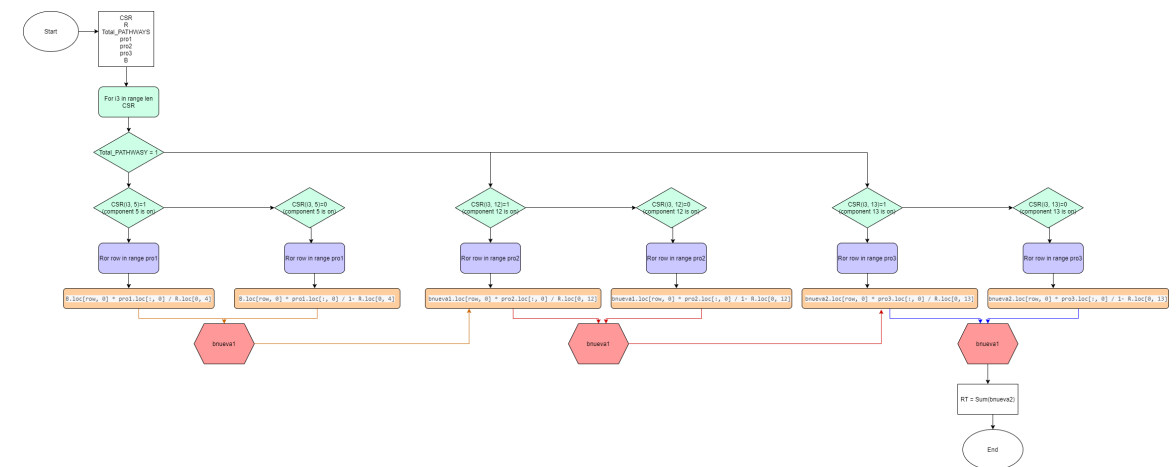 Start
CSR
R
Total_PATHWAYS
pro1
pro2
pro3
B
For i3 in range len
CSR
Total_PATHWASY = 1
CSR(i3, 5)=1
(component 5 is on)
CSR(i3, 5)=0
(component 5 is on)
CSR(i3, 12)=1
(component 12 is on)
CSR(i3, 12)=0
(component 12 is on)
CSR(i3, 13)=1
(component 13 is on)
CSR(i3, 13)=0
(component 13 is on)
Ror row in range pro1
Ror row in range pro1
Ror row in range pro2
Ror row in range pro2
Ror row in range pro3
Ror row in range pro3
B.loc[row, 0] * pro1.loc[:, 0] / R.loc[0, 4]
B.loc[row, 0] * pro1.loc[:, 0] / 1- R.loc[0, 4]
bnueva1.loc[row, 0] * pro2.loc[:, 0] / R.loc[0, 12]
bnueva1.loc[row, 0] * pro2.loc[:, 0] / 1- R.loc[0, 12]
bnueva2.loc[row, 0] * pro3.loc[:, 0] / R.loc[0, 13]
bnueva2.loc[row, 0] * pro3.loc[:, 0] / 1- R.loc[0, 13]
bnueva1
bnueva1
bnueva1
RT = Sum(bnueva2)
End